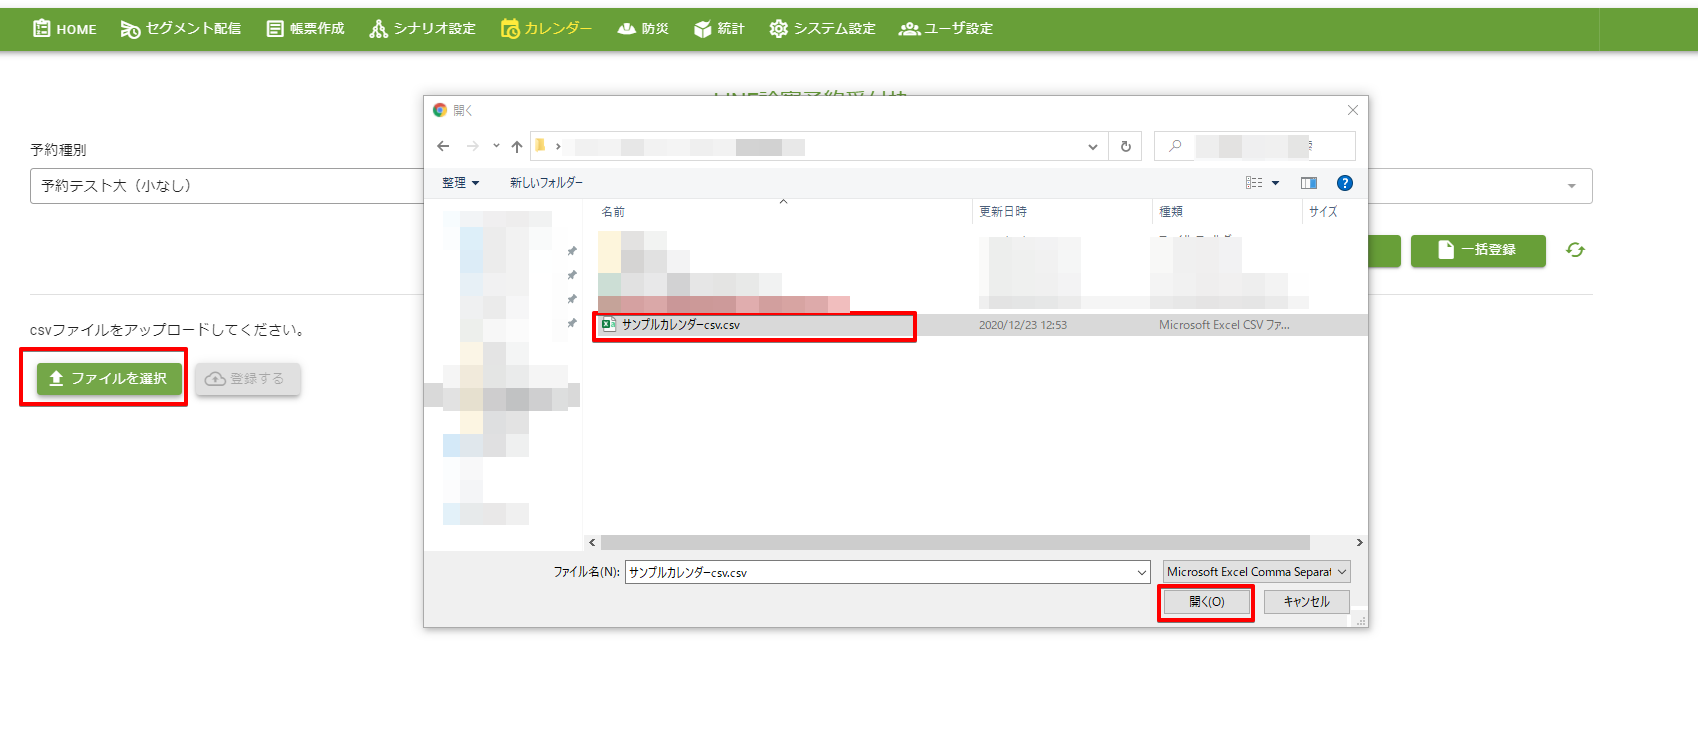 HOME セグメント配信 帳票作成 シナリオ設定 カレンダー 防災 統計 システム設定 ユーザ設定
開く
予約種別
予約テスト大（小なし）
整理 新しいフォルダー
名前 更新日時 種類 サイズ
一括登録
サンプルカレンダーcsv.csv 2020/12/23 12:53 Microsoft Excel CSV ファ...
csvファイルをアップロードしてください。
ファイルを選択 登録する
ファイル名(N): サンプルカレンダーcsv.csv Microsoft Excel Comma Separat
開く(O) キャンセル